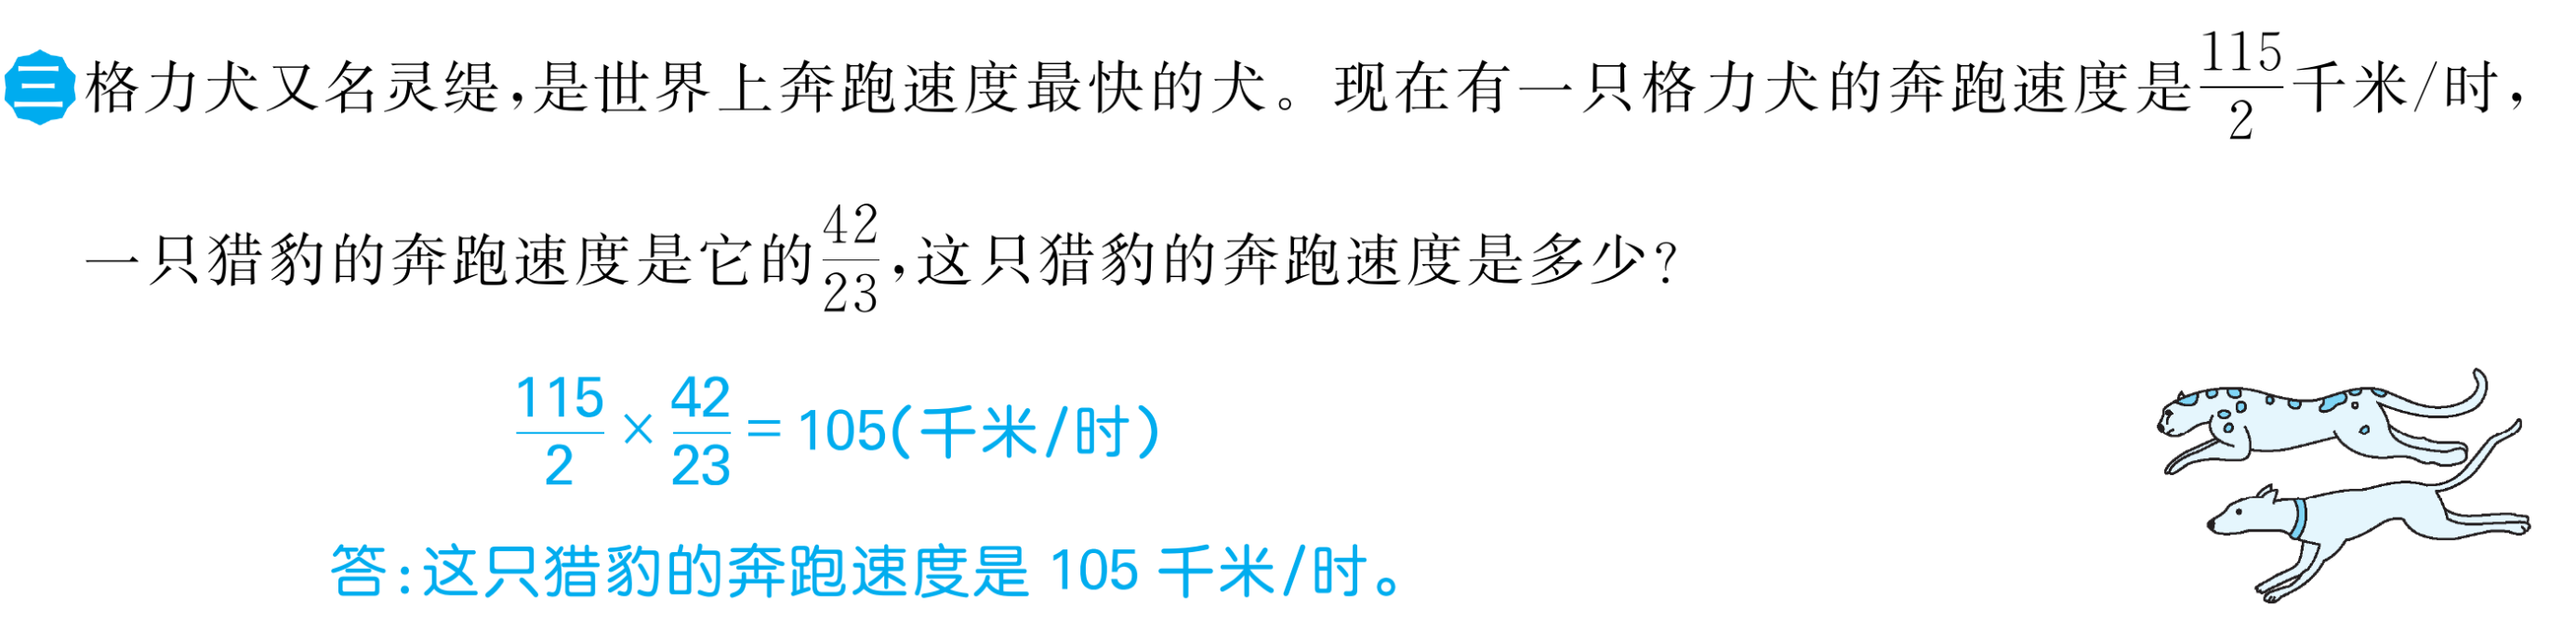 三 格力犬又名灵缇,是世界上奔跑速度最快的犬。现在有一只格力犬的奔跑速度是115/2千米/时,
一只猎豹的奔跑速度是它的42/23,这只猎豹的奔跑速度是多少?
115/2 × 42/23 = 105(千米/时)
答:这只猎豹的奔跑速度是 105 千米/时。